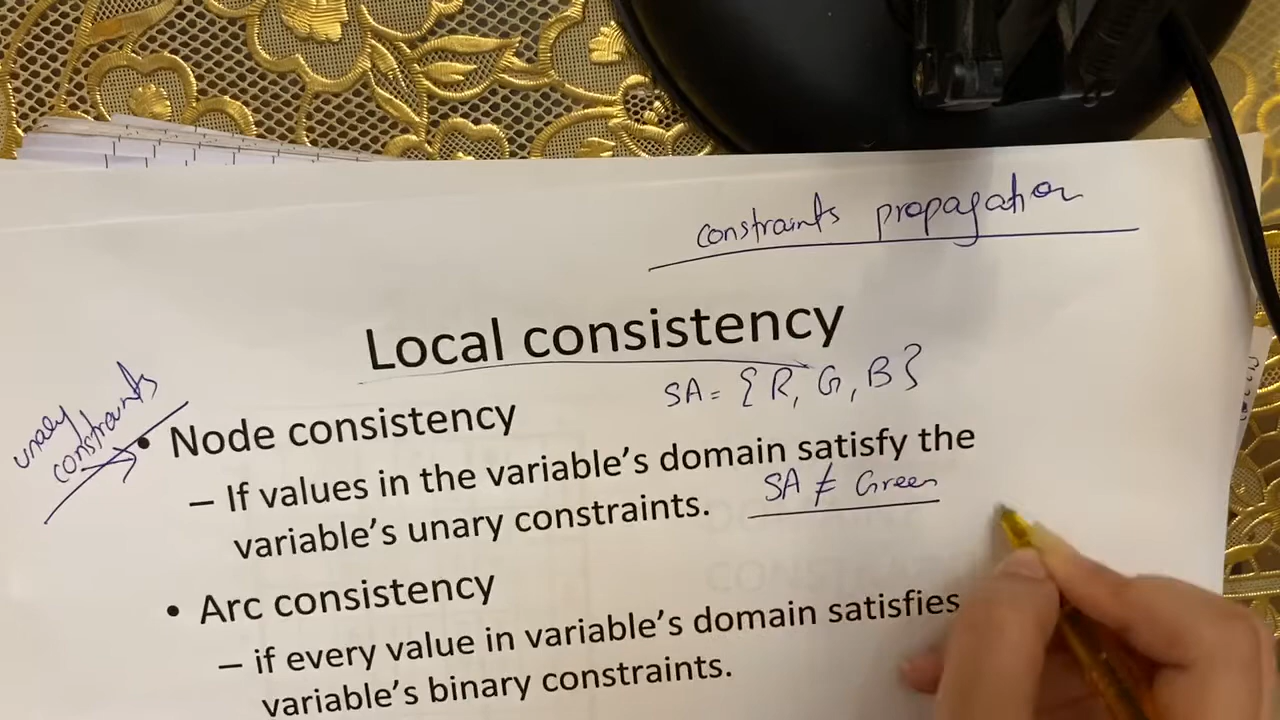 constraints propagation
Local consistency
SA = { R, G, B }
unary
constraints
• Node consistency
– If values in the variable's domain satisfy the
variable's unary constraints.
SA ≠ Green
• Arc consistency
– if every value in variable's domain satisfies
variable's binary constraints.